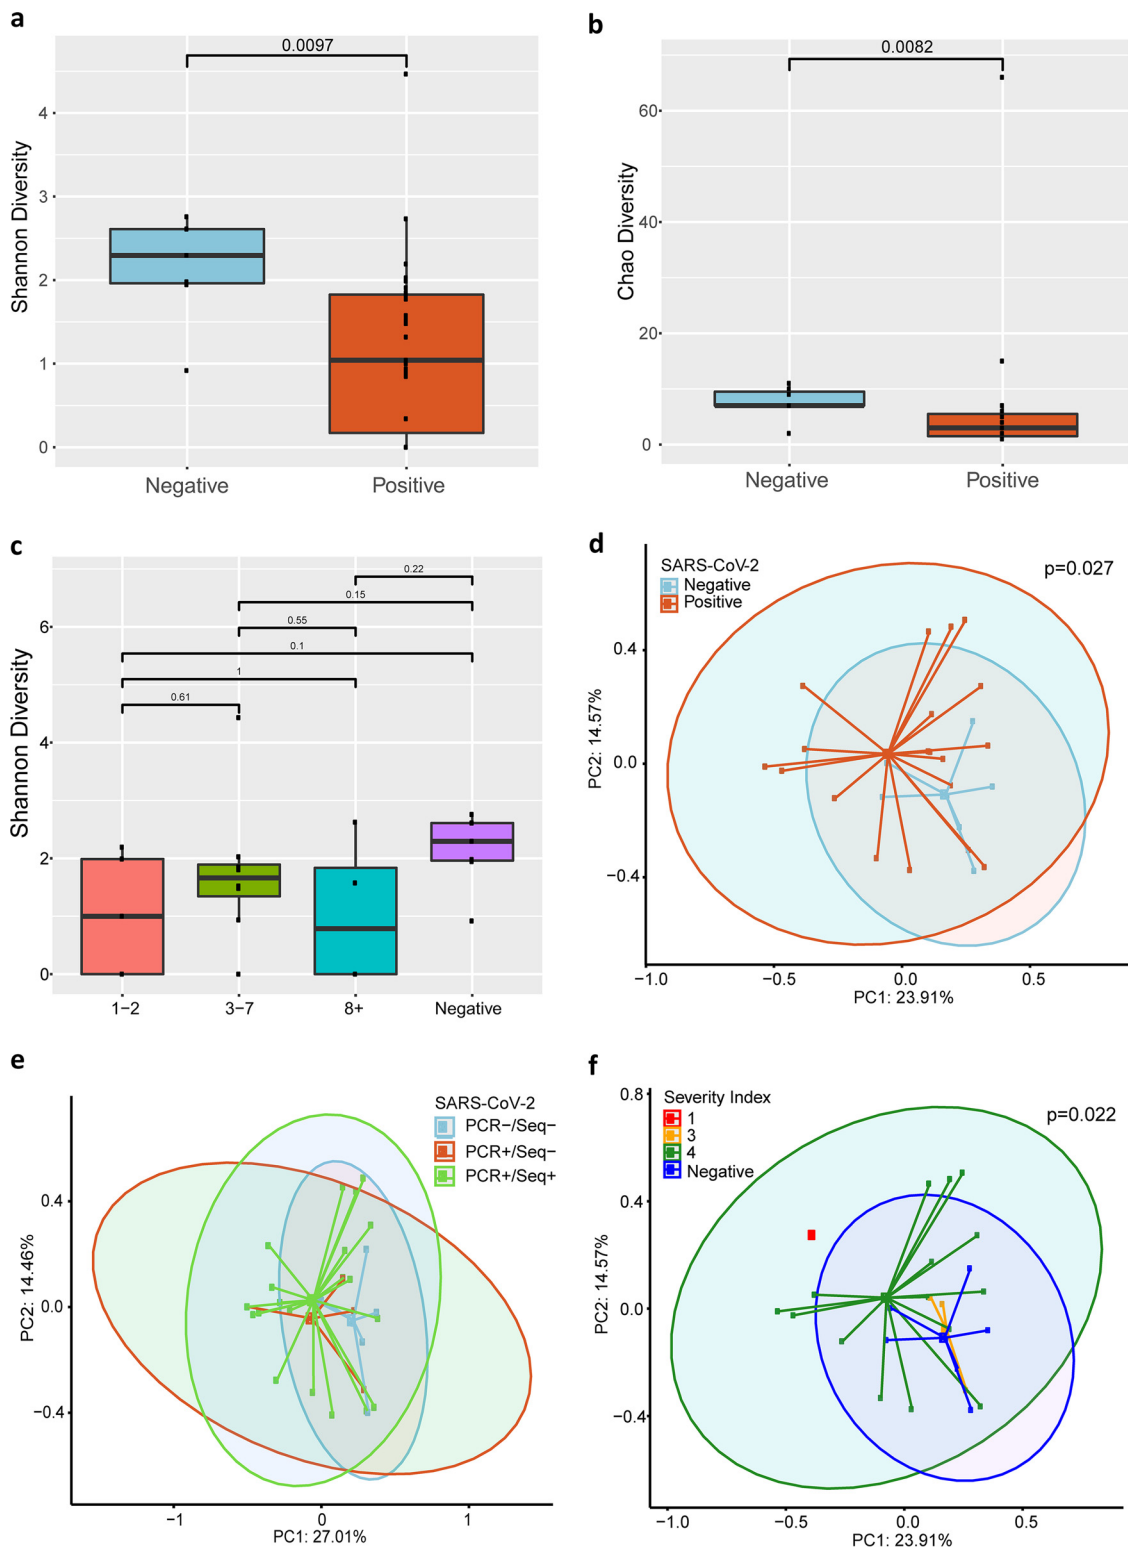 a
0.0097
Shannon Diversity
4
3
2
1
0
Negative Positive
b
0.0082
Chao Diversity
60
40
20
0
Negative Positive
c
0.22
0.15
0.55
0.1
1
0.61
Shannon Diversity
6
4
2
0
1−2 3−7 8+ Negative
d
SARS-CoV-2
Negative
Positive
p=0.027
PC2: 14.57%
0.4
0.0
−0.4
−1.0 −0.5 0.0 0.5
PC1: 23.91%
e
SARS-CoV-2
PCR−/Seq−
PCR+/Seq−
PCR+/Seq+
PC2: 14.46%
0.4
0.0
−0.4
−1 0 1
PC1: 27.01%
f
Severity Index
1
3
4
Negative
p=0.022
PC2: 14.57%
0.8
0.4
0.0
−0.4
−1.0 −0.5 0.0 0.5
PC1: 23.91%